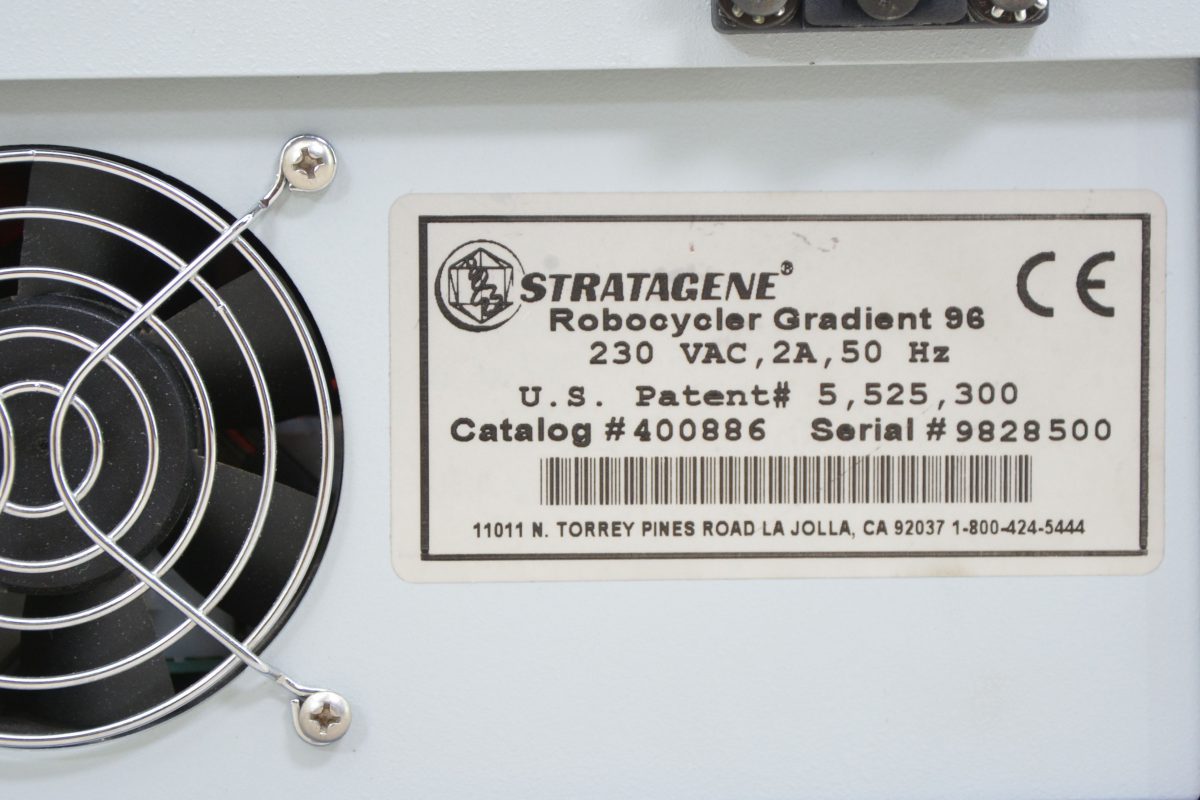 STRATAGENE®
CE
Robocycler Gradient 96
230 VAC,2A,50 Hz
U.S. Patent# 5,525,300
Catalog #400886 Serial #9828500
11011 N. TORREY PINES ROAD LA JOLLA, CA 92037 1-800-424-5444